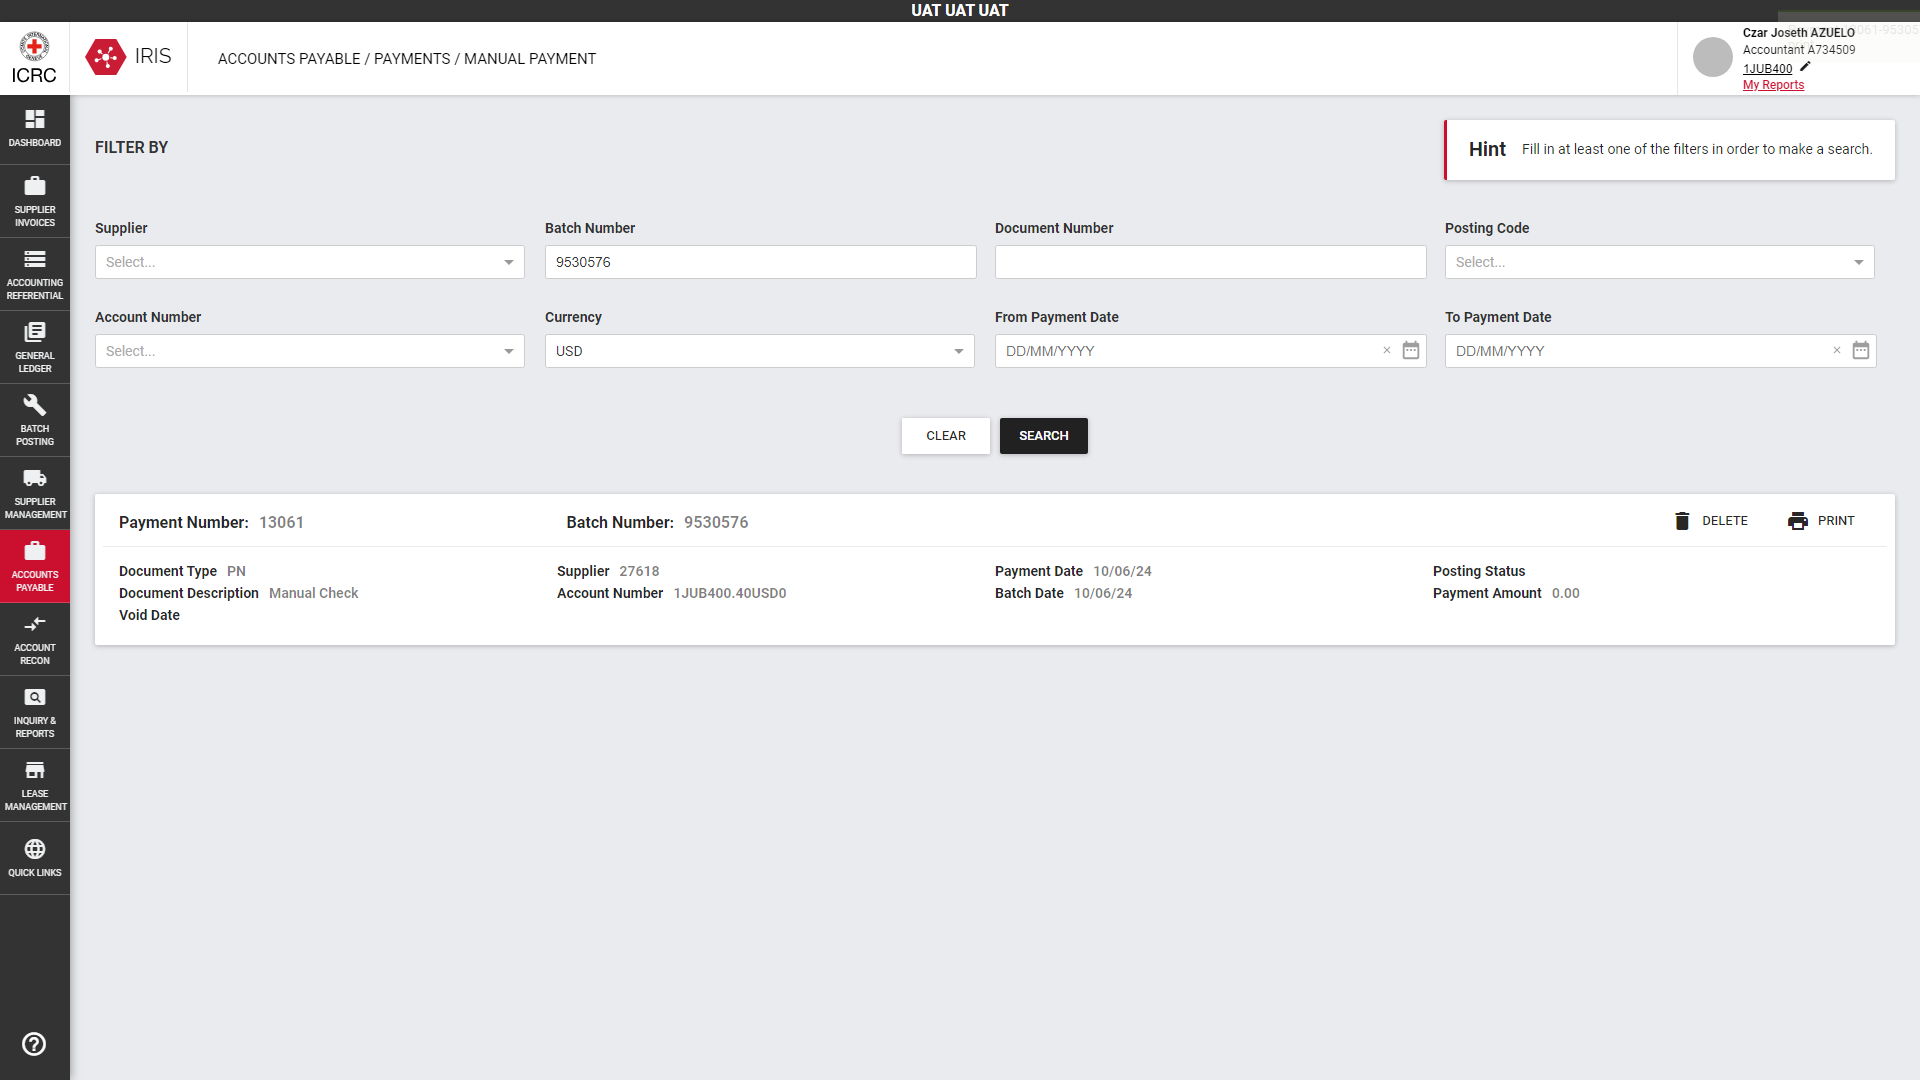 UAT UAT UAT
ICRC
IRIS
ACCOUNTS PAYABLE / PAYMENTS / MANUAL PAYMENT
Czar Joseth AZUELO
Accountant A734509
1JUB400
My Reports
DASHBOARD
SUPPLIER
INVOICES
ACCOUNTING
REFERENTIAL
GENERAL
LEDGER
BATCH
POSTING
SUPPLIER
MANAGEMENT
ACCOUNTS
PAYABLE
ACCOUNT
RECON
INQUIRY &
REPORTS
LEASE
MANAGEMENT
QUICK LINKS
FILTER BY
Hint Fill in at least one of the filters in order to make a search.
Supplier Batch Number Document Number Posting Code
Select... 9530576 Select...
Account Number Currency From Payment Date To Payment Date
Select... USD DD/MM/YYYY × DD/MM/YYYY ×
CLEAR SEARCH
Payment Number: 13061 Batch Number: 9530576 DELETE PRINT
Document Type PN Supplier 27618 Payment Date 10/06/24 Posting Status
Document Description Manual Check Account Number 1JUB400.40USD0 Batch Date 10/06/24 Payment Amount 0.00
Void Date